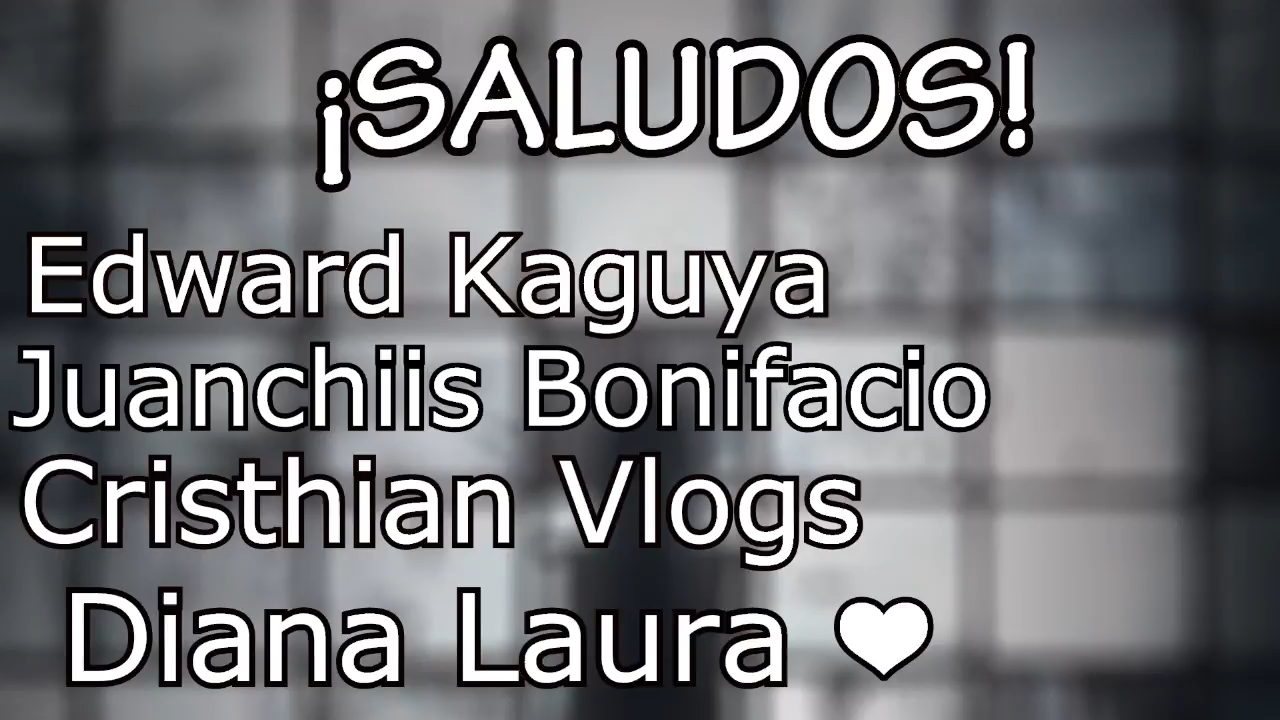 ¡SALUDOS!
Edward Kaguya
Juanchiis Bonifacio
Cristhian Vlogs
Diana Laura ♥